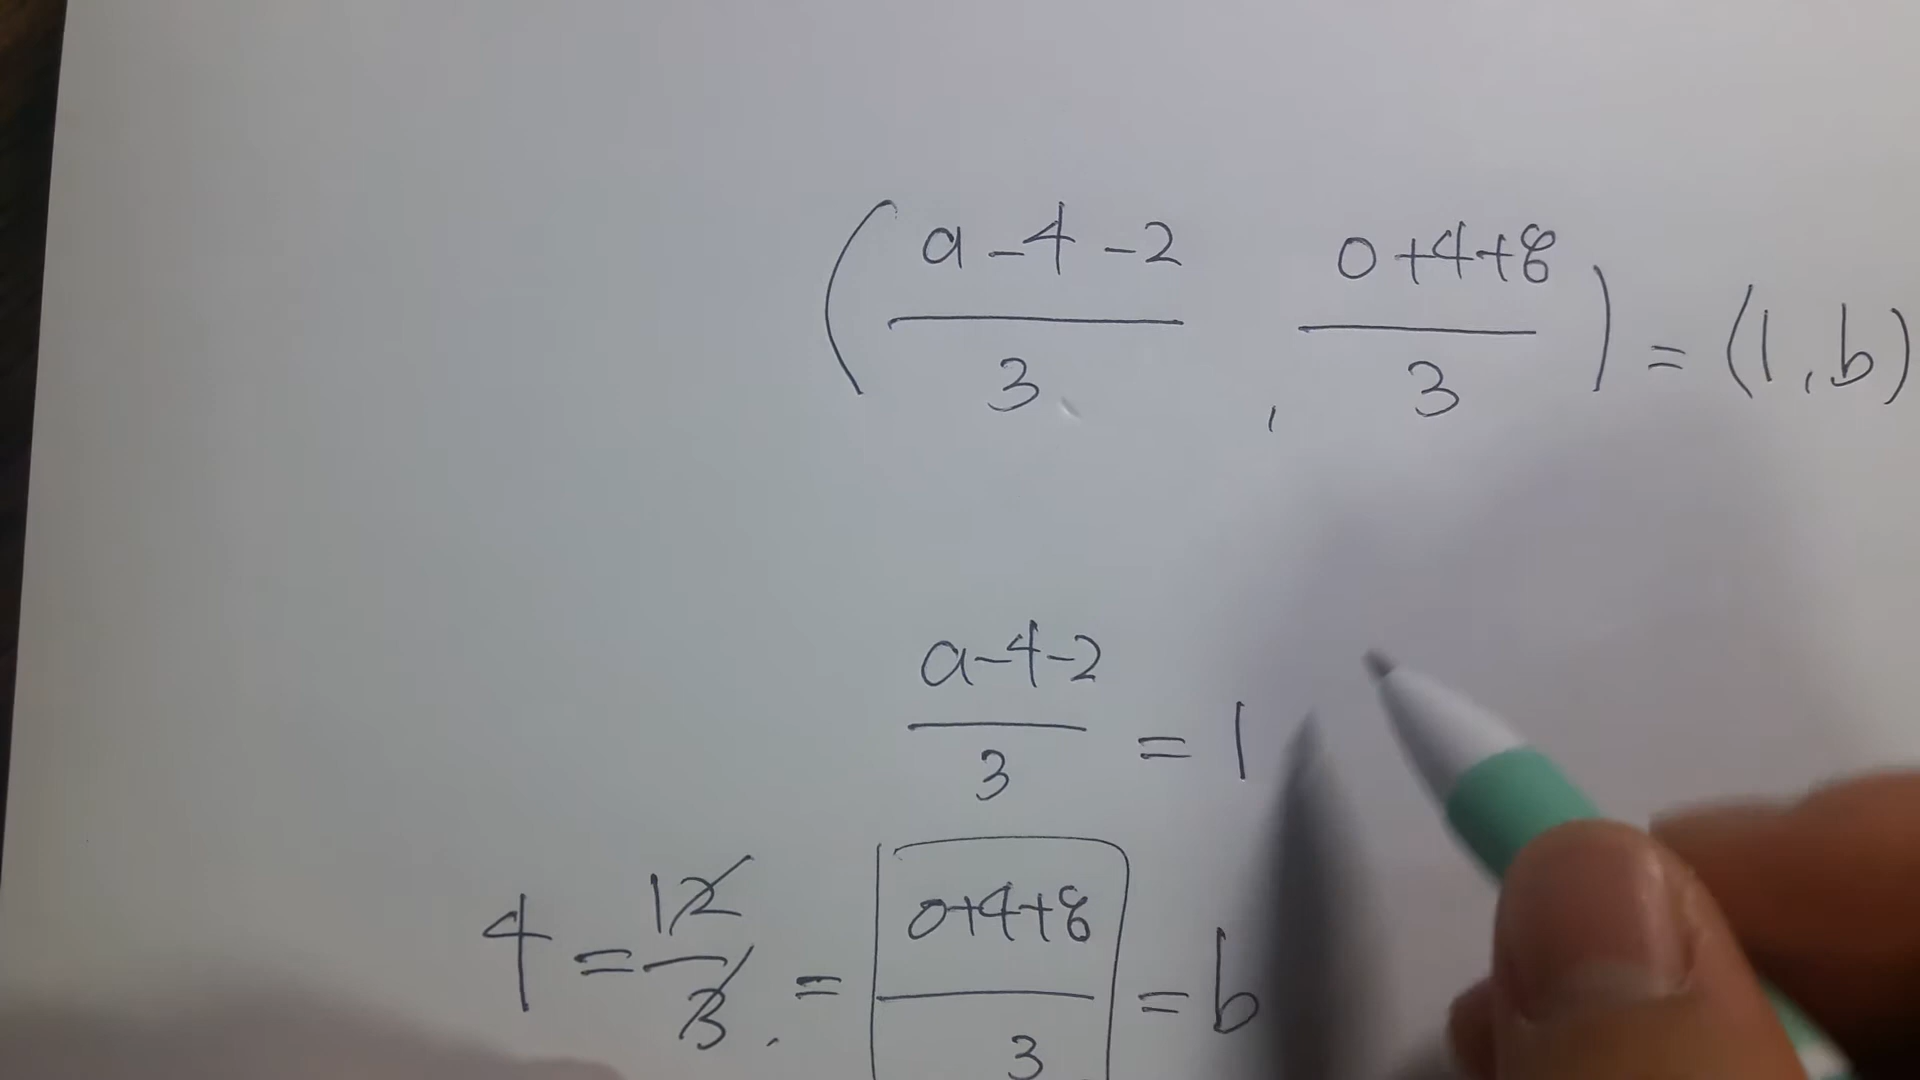 ( (a-4-2)/3 , (0+4+8)/3 ) = (1, b)
(a-4-2)/3 = 1
4 = 12/3 = (0+4+8)/3 = b